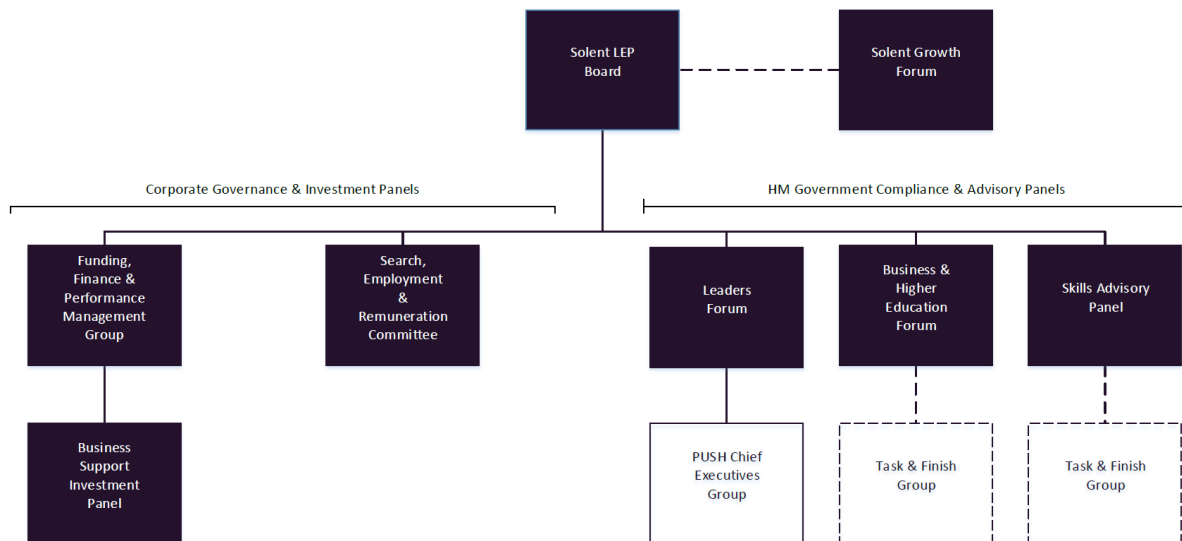 Solent LEP
Board
Solent Growth
Forum
Corporate Governance & Investment Panels
HM Government Compliance & Advisory Panels
Funding,
Finance &
Performance
Management
Group
Search,
Employment
&
Remuneration
Committee
Leaders
Forum
Business &
Higher
Education
Forum
Skills Advisory
Panel
Business
Support
Investment
Panel
PUSH Chief
Executives
Group
Task & Finish
Group
Task & Finish
Group